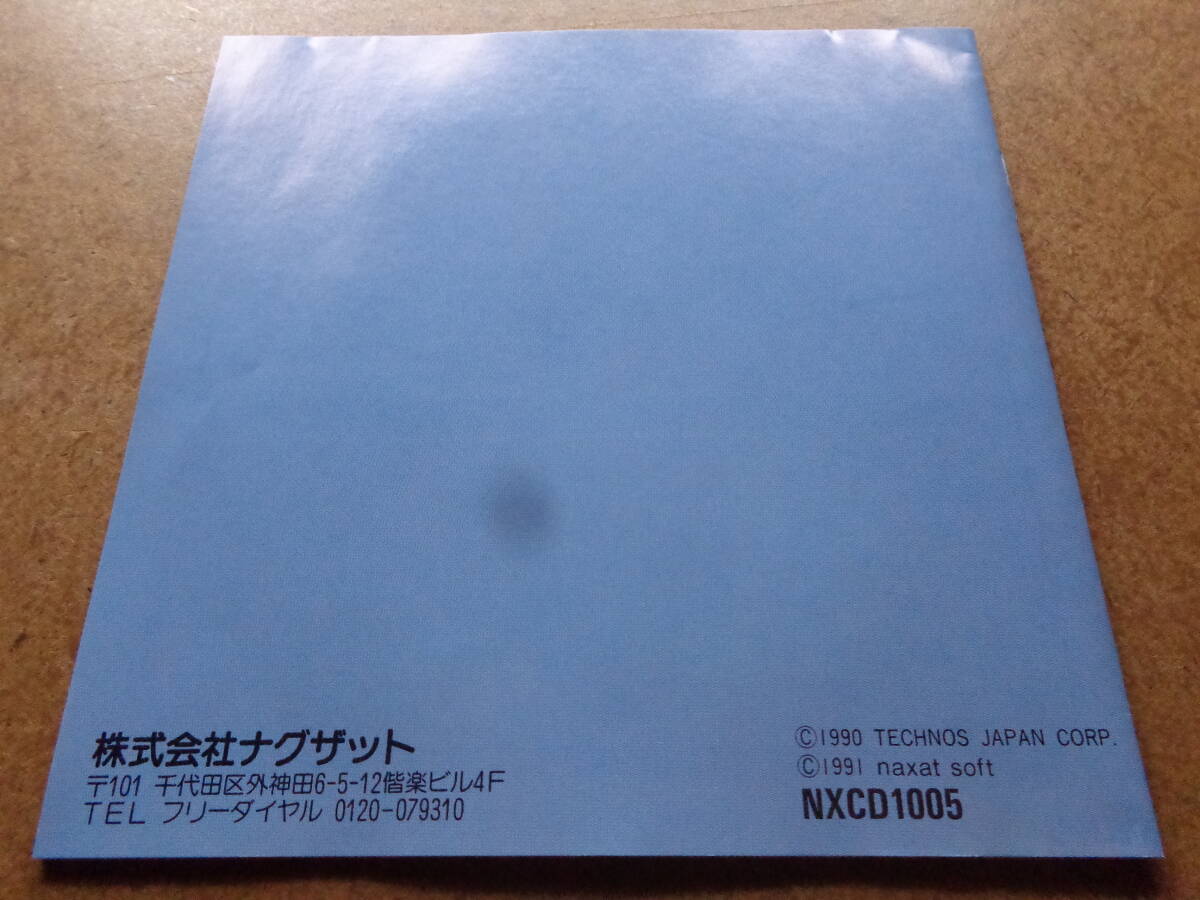 株式会社ナグザット
〒101 千代田区外神田6-5-12偕楽ビル4F
TEL フリーダイヤル 0120-079310
©1990 TECHNOS JAPAN CORP.
©1991 naxat soft
NXCD1005